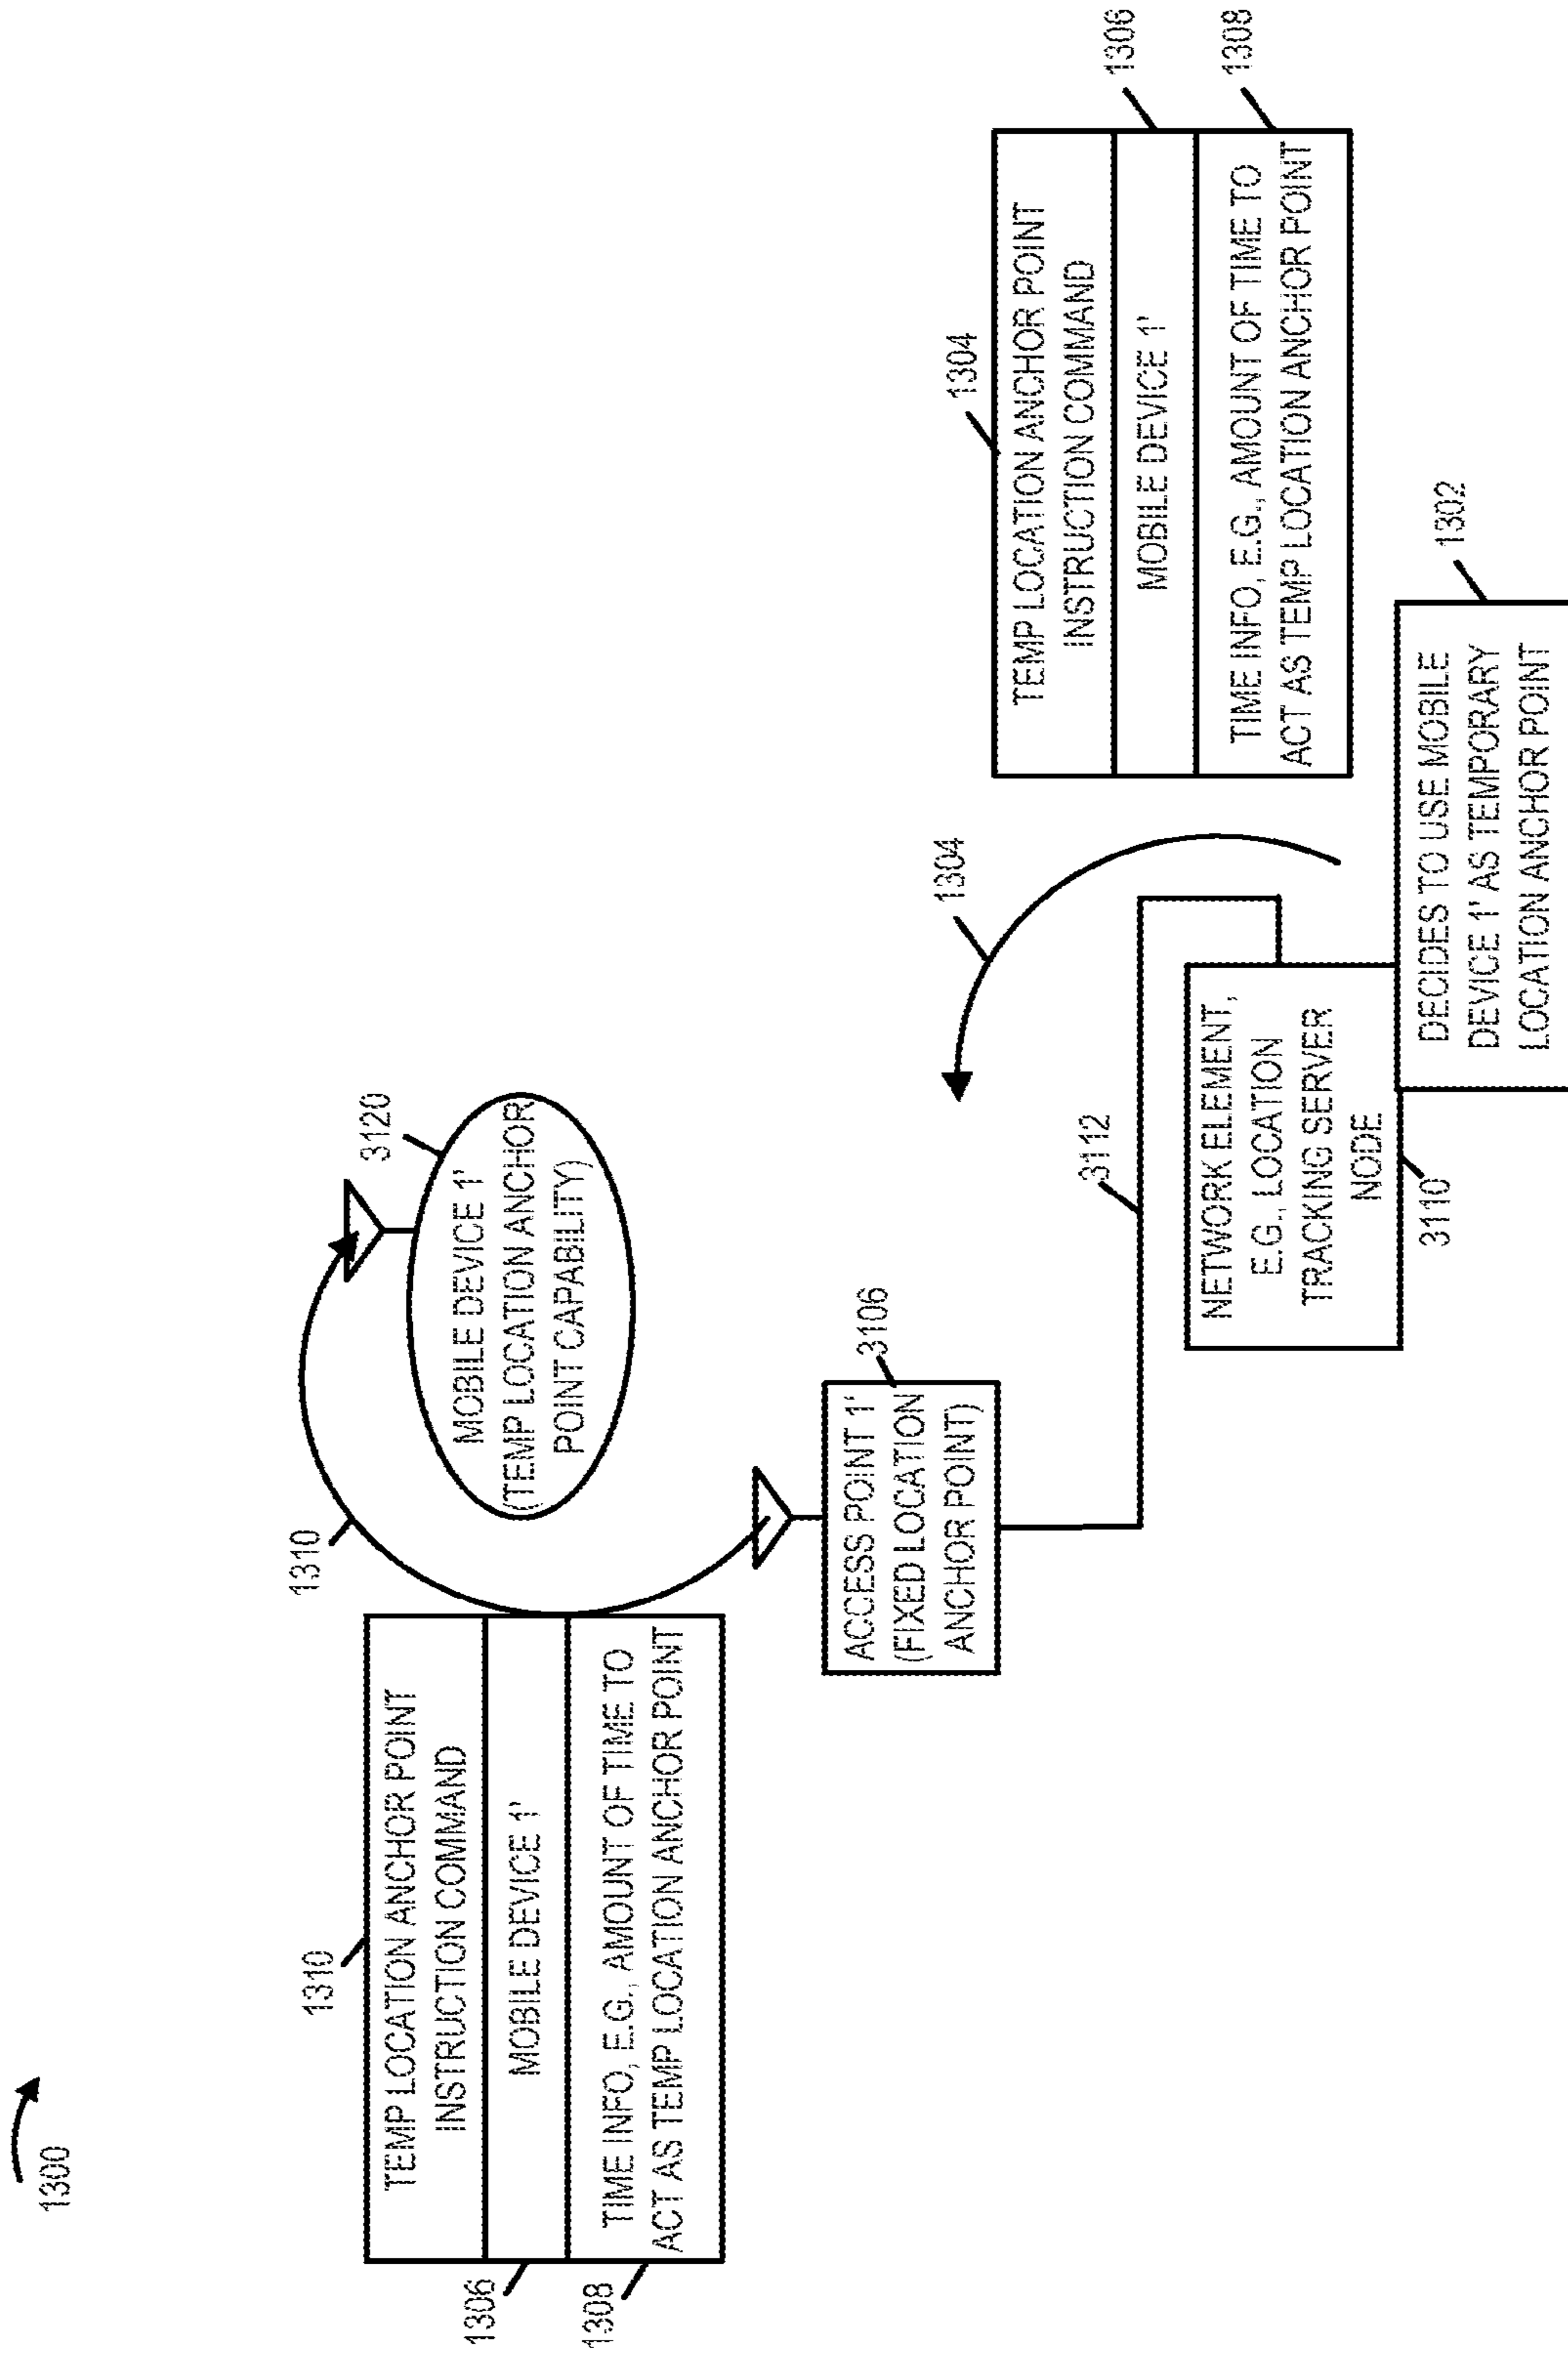 1300
1310
TEMP LOCATION ANCHOR POINT
INSTRUCTION COMMAND
MOBILE DEVICE 1'
TIME INFO, E.G., AMOUNT OF TIME TO
ACT AS TEMP LOCATION ANCHOR POINT
1306
1308
1310
3120
MOBILE DEVICE 1'
(TEMP LOCATION ANCHOR
POINT CAPABILITY)
ACCESS POINT 1'
(FIXED LOCATION
ANCHOR POINT)
3106
3112
1304
1304
TEMP LOCATION ANCHOR POINT
INSTRUCTION COMMAND
MOBILE DEVICE 1'
TIME INFO, E.G., AMOUNT OF TIME TO
ACT AS TEMP LOCATION ANCHOR POINT
1306
1308
NETWORK ELEMENT,
E.G. LOCATION
TRACKING SERVER
NODE
3110
1302
DECIDES TO USE MOBILE
DEVICE 1' AS TEMPORARY
LOCATION ANCHOR POINT